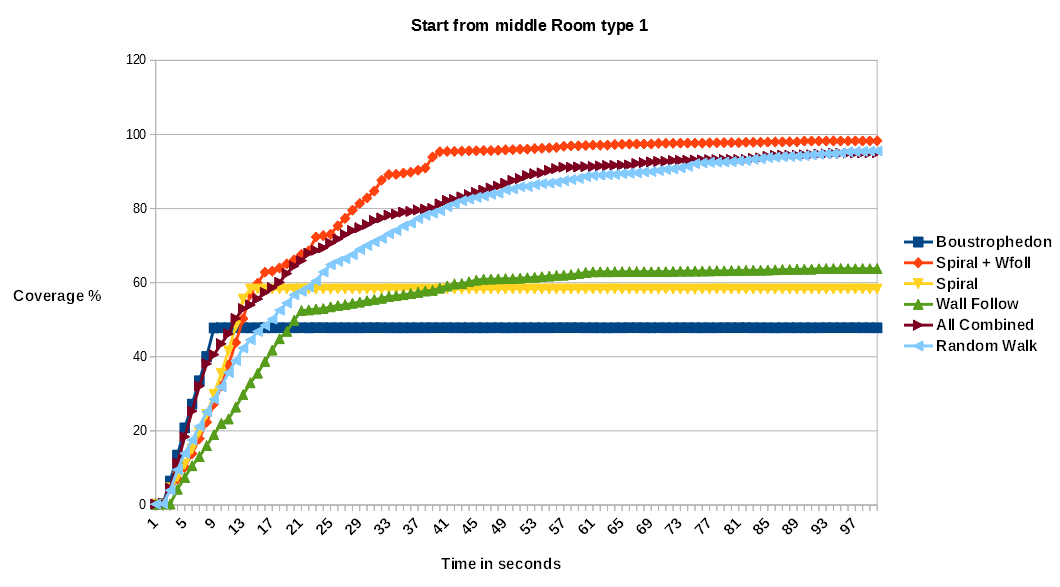 Start from middle Room type 1
120
100
80
60
40
20
0
Coverage %
1 5 9 13 17 21 25 29 33 37 41 45 49 53 57 61 65 69 73 77 81 85 89 93 97
Time in seconds
Boustrophedon
Spiral + Wfoll
Spiral
Wall Follow
All Combined
Random Walk